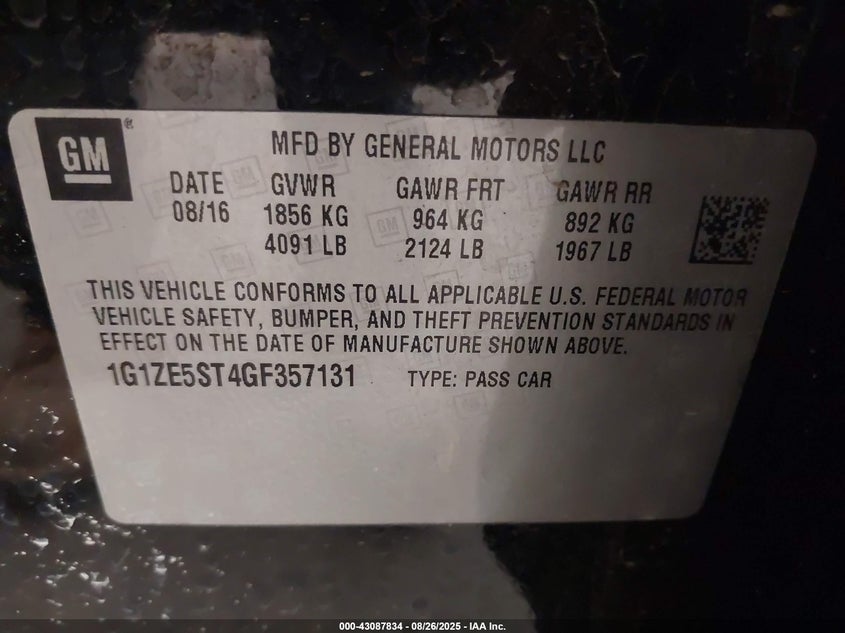 GM®
MFD BY GENERAL MOTORS LLC
DATE GVWR GAWR FRT GAWR RR
08/16 1856 KG 964 KG 892 KG
4091 LB 2124 LB 1967 LB
THIS VEHICLE CONFORMS TO ALL APPLICABLE U.S. FEDERAL MOTOR
VEHICLE SAFETY, BUMPER, AND THEFT PREVENTION STANDARDS IN
EFFECT ON THE DATE OF MANUFACTURE SHOWN ABOVE.
1G1ZE5ST4GF357131 TYPE: PASS CAR
000-43087834 - 08/26/2025 - IAA Inc.